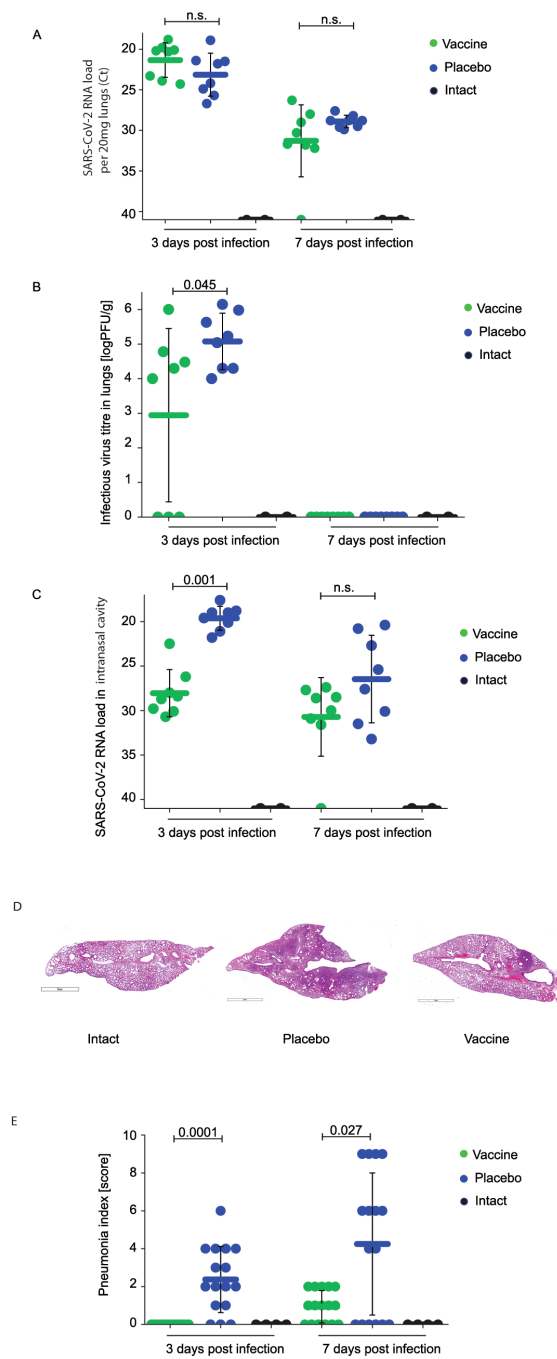 A
n.s.
n.s.
Vaccine
Placebo
Intact
SARS-CoV-2 RNA load
per 20mg lungs (Ct)
20
25
30
35
40
3 days post infection
7 days post infection
B
0.045
Vaccine
Placebo
Intact
Infectious virus titre in lungs [logPFU/g]
6
5
4
3
2
1
0
3 days post infection
7 days post infection
C
0.001
n.s.
Vaccine
Placebo
Intact
SARS-CoV-2 RNA load in intranasal cavity
20
25
30
35
40
3 days post infection
7 days post infection
D
Intact
Placebo
Vaccine
E
0.0001
0.027
Vaccine
Placebo
Intact
Pneumonia index [score]
10
8
6
4
2
0
3 days post infection
7 days post infection